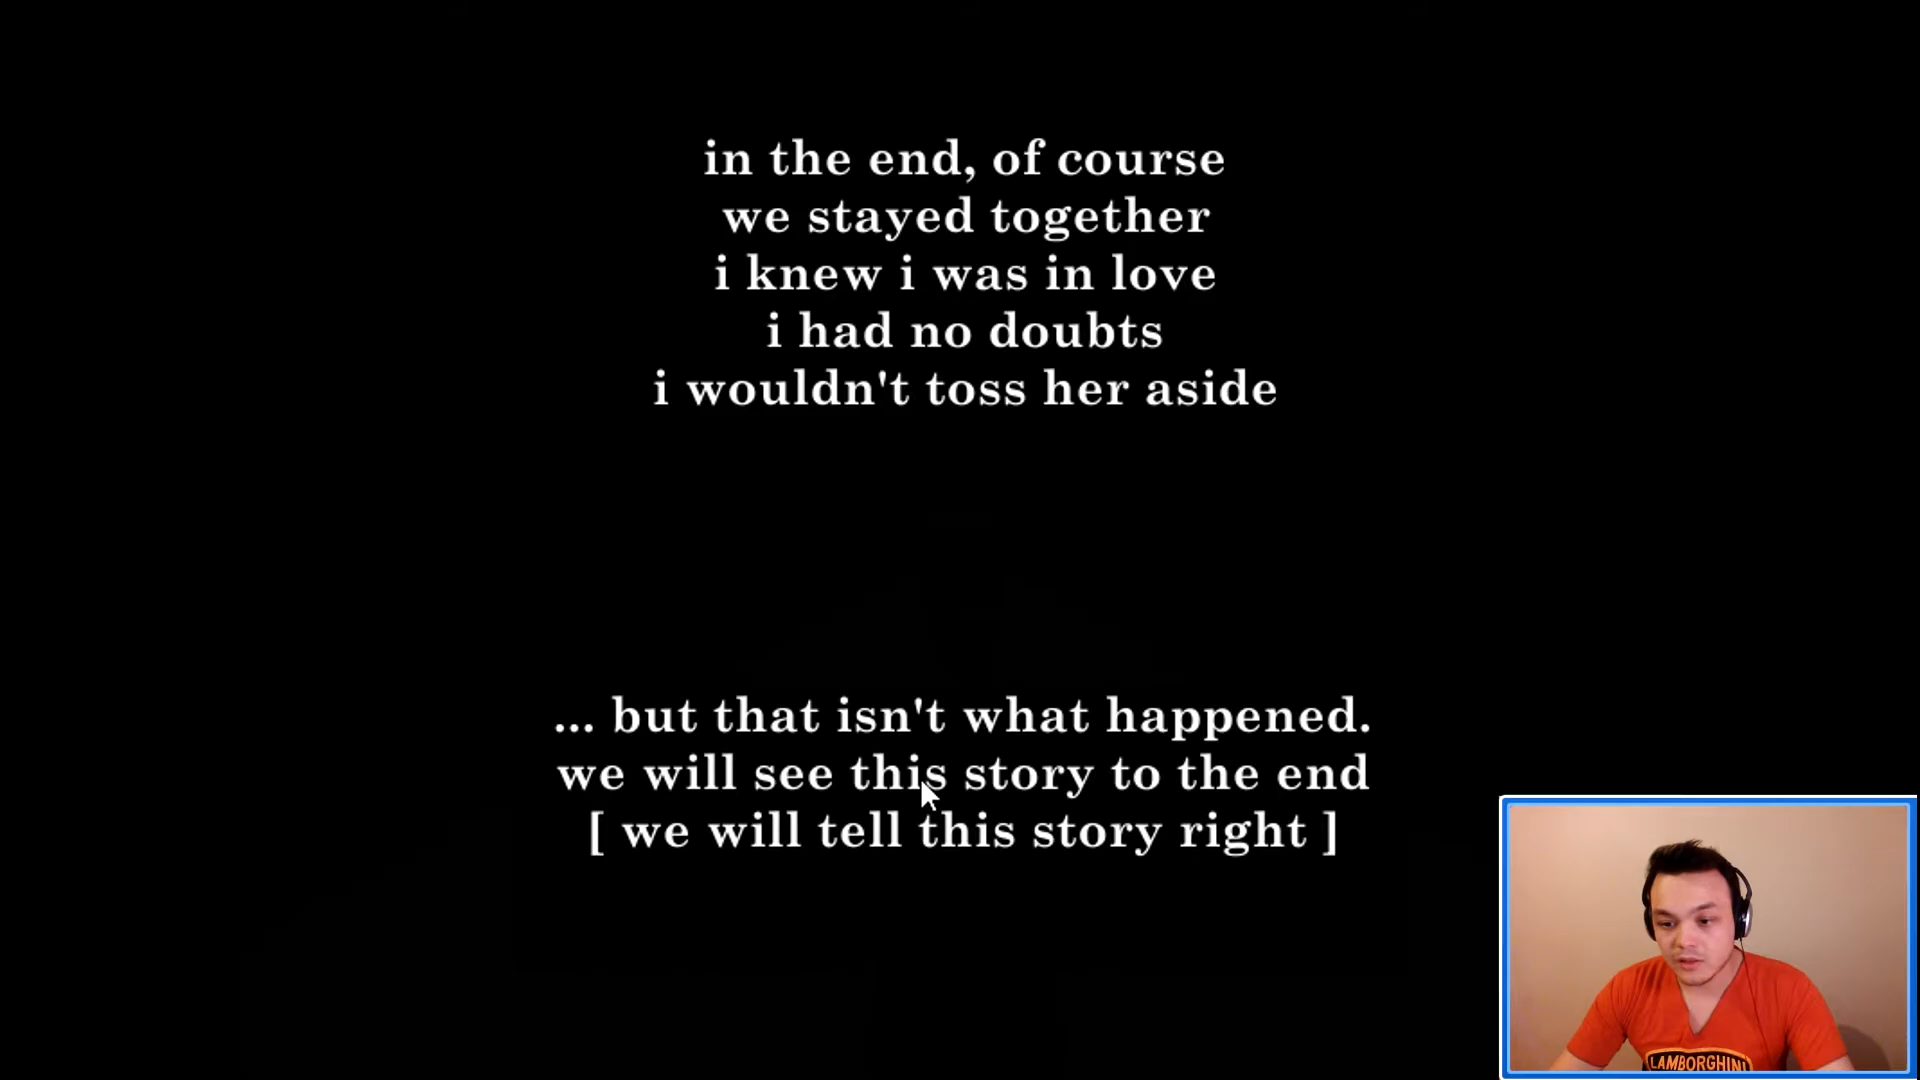 in the end, of course
we stayed together
i knew i was in love
i had no doubts
i wouldn't toss her aside
... but that isn't what happened.
we will see this story to the end
[ we will tell this story right ]
LAMBORGHINI